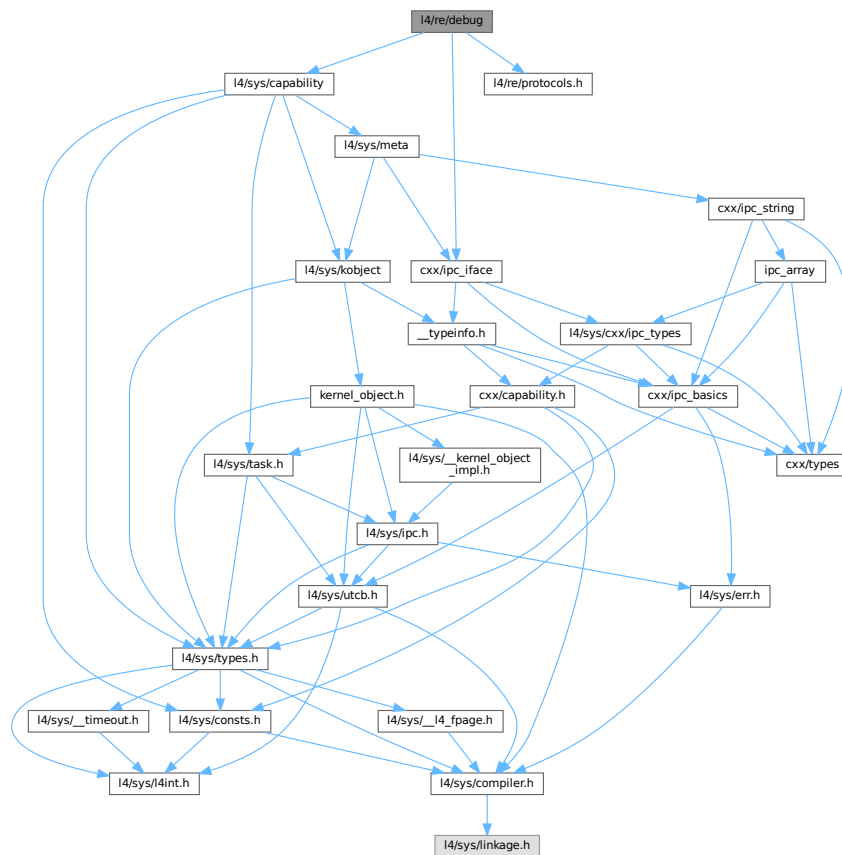 l4/re/debug
l4/sys/capability
l4/re/protocols.h
l4/sys/meta
cxx/ipc_string
l4/sys/kobject
cxx/ipc_iface
ipc_array
__typeinfo.h
l4/sys/cxx/ipc_types
kernel_object.h
cxx/capability.h
cxx/ipc_basics
l4/sys/task.h
l4/sys/__kernel_object
_impl.h
cxx/types
l4/sys/ipc.h
l4/sys/utcb.h
l4/sys/err.h
l4/sys/types.h
l4/sys/__timeout.h
l4/sys/consts.h
l4/sys/__l4_fpage.h
l4/sys/l4int.h
l4/sys/compiler.h
l4/sys/linkage.h